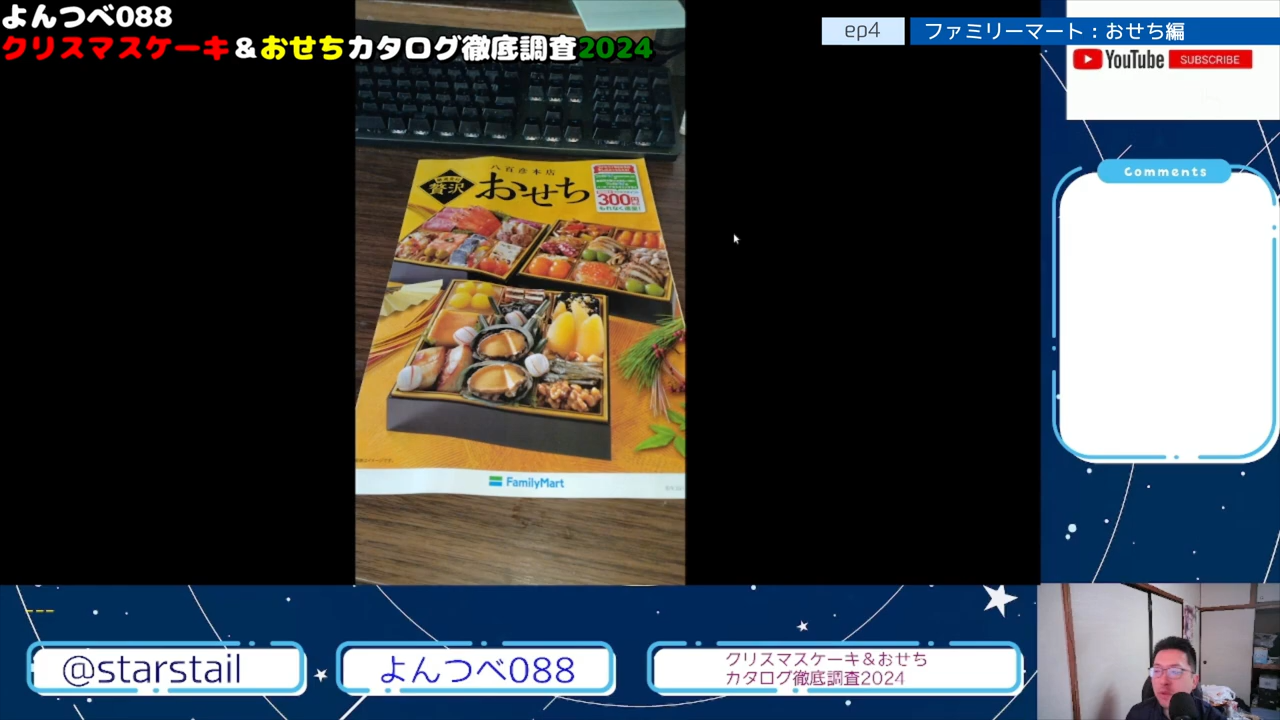 よんつべ088
クリスマスケーキ＆おせちカタログ徹底調査2024
ep4
ファミリーマート：おせち編
YouTube SUBSCRIBE
Comments
八百彦本店
贅沢
おせち
300円
FamilyMart
---
@starstail
よんつべ088
クリスマスケーキ＆おせち
カタログ徹底調査2024